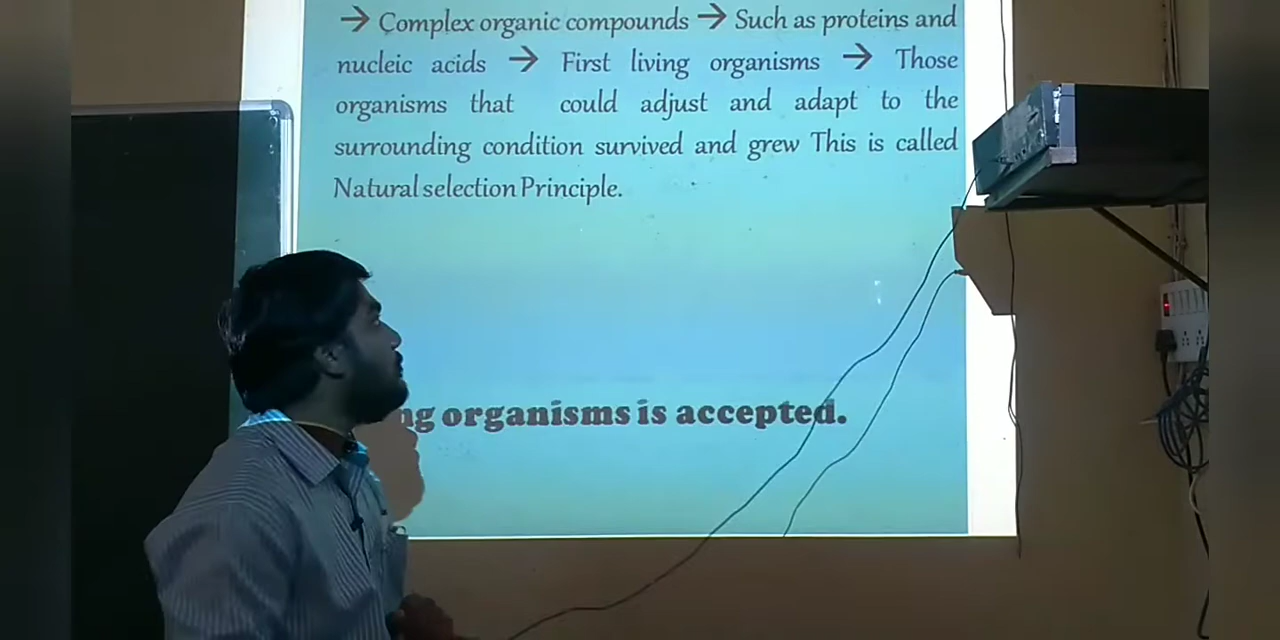 → Complex organic compounds → Such as proteins and
nucleic acids → First living organisms → Those
organisms that could adjust and adapt to the
surrounding condition survived and grew This is called
Natural selection Principle.
ng organisms is accepted.